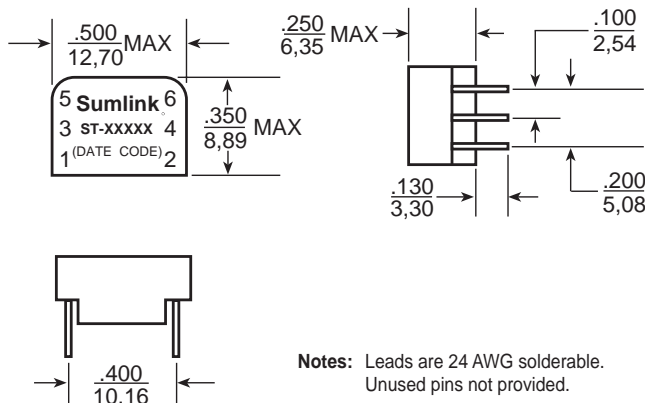 .500
12,70
MAX
.250
6,35
MAX
.100
2,54
5 Sumlink 6
3 ST-XXXXX 4
1 (DATE CODE) 2
.350
8,89
MAX
.130
3,30
.200
5,08
.400
10,16
Notes: Leads are 24 AWG solderable.
Unused pins not provided.